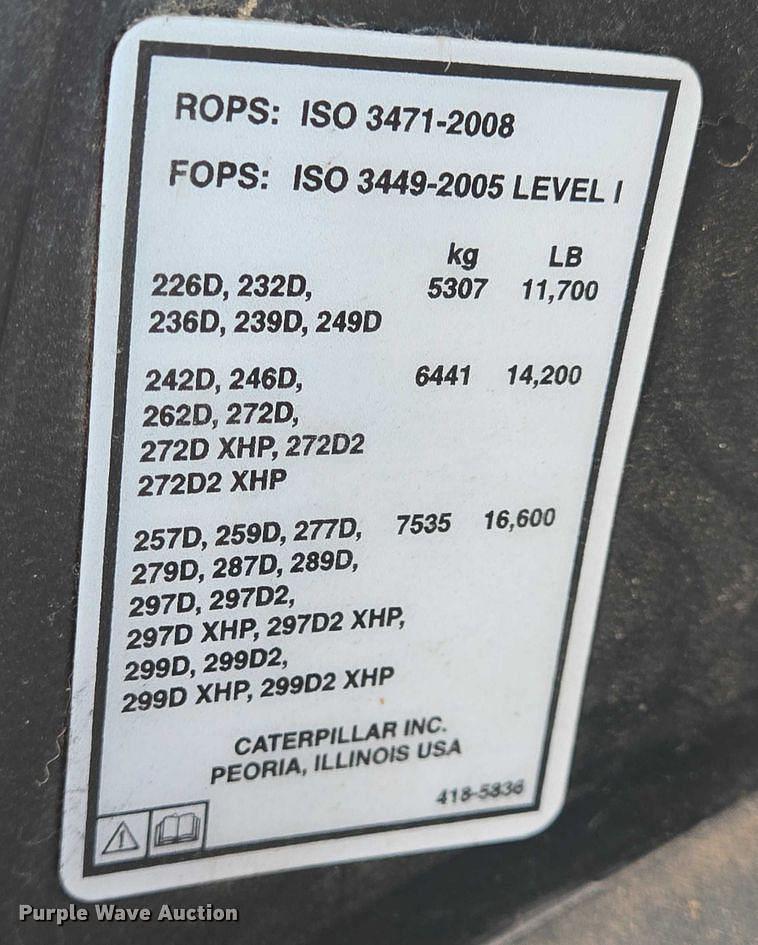 ROPS: ISO 3471-2008
FOPS: ISO 3449-2005 LEVEL I
kg LB
226D, 232D, 5307 11,700
236D, 239D, 249D
242D, 246D, 6441 14,200
262D, 272D,
272D XHP, 272D2
272D2 XHP
257D, 259D, 277D, 7535 16,600
279D, 287D, 289D,
297D, 297D2,
297D XHP, 297D2 XHP,
299D, 299D2,
299D XHP, 299D2 XHP
CATERPILLAR INC.
PEORIA, ILLINOIS USA
418-5836
Purple Wave Auction